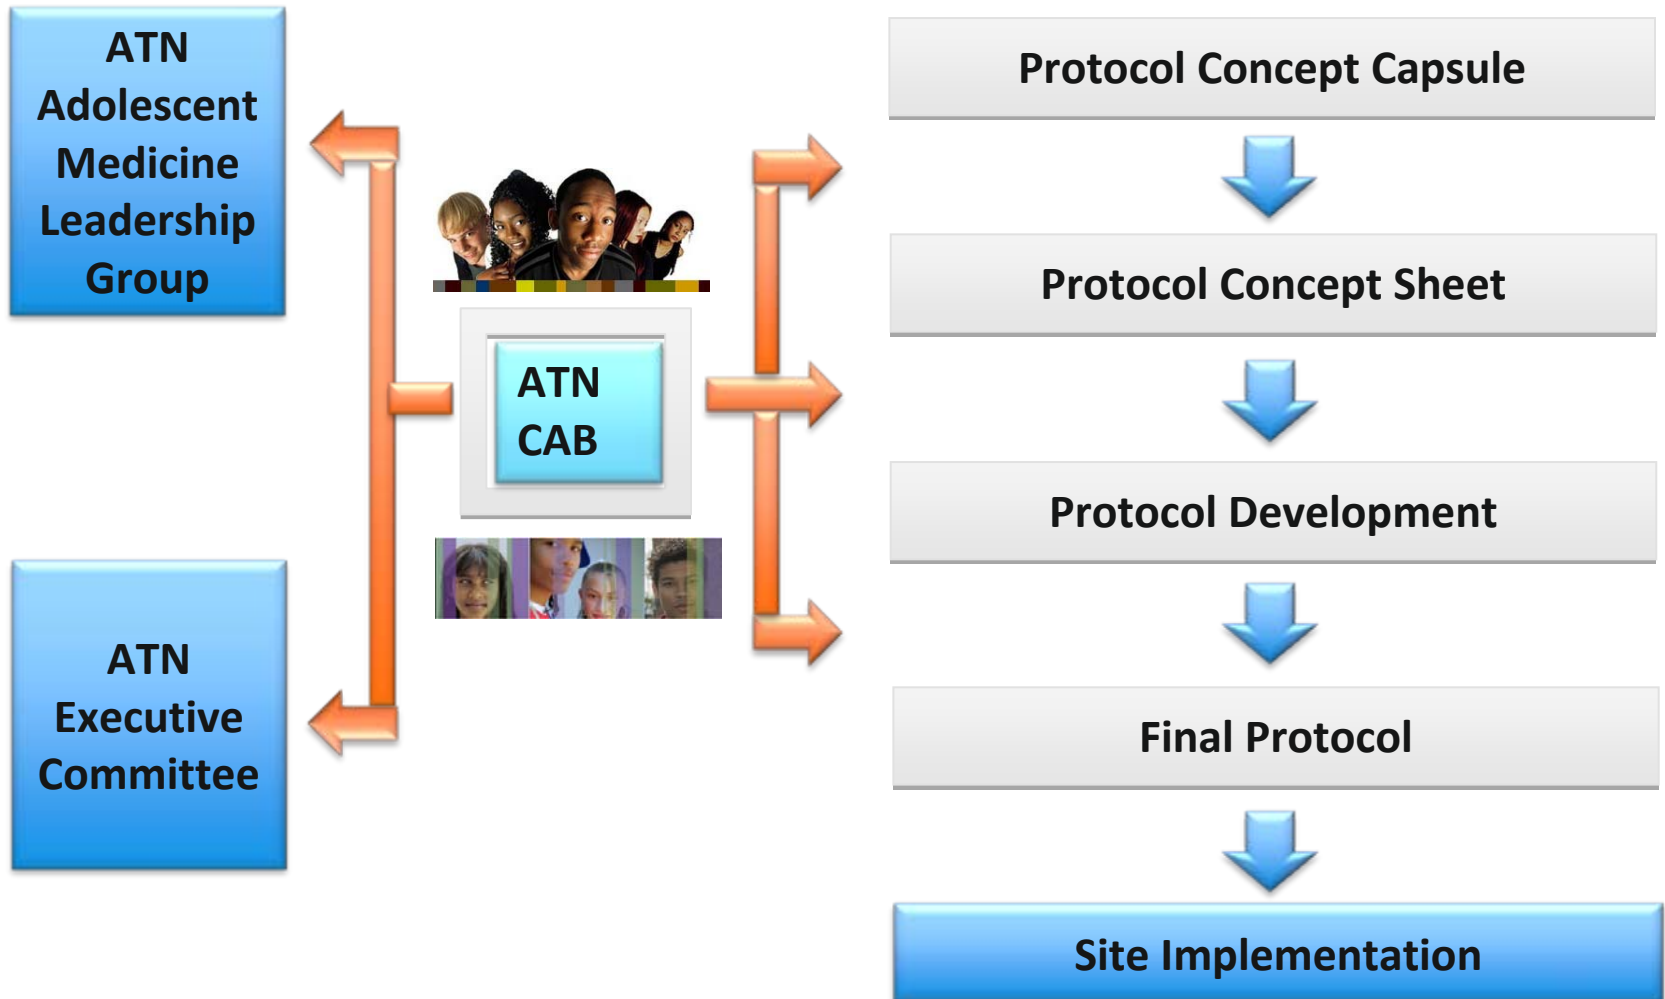 ATN
Adolescent
Medicine
Leadership
Group
ATN
Executive
Committee
ATN
CAB
Protocol Concept Capsule
Protocol Concept Sheet
Protocol Development
Final Protocol
Site Implementation